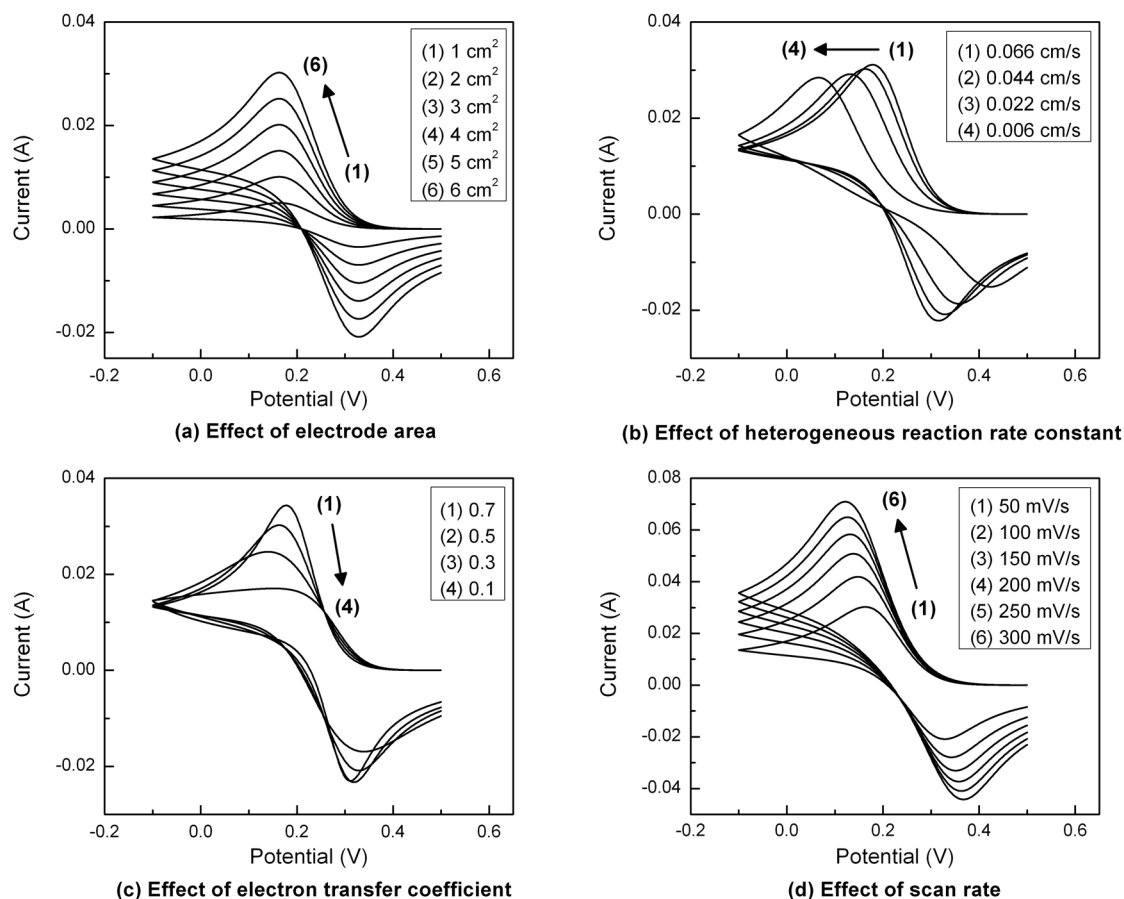 0.04
0.02
0.00
-0.02
Current (A)
(1) 1 cm²
(2) 2 cm²
(3) 3 cm²
(4) 4 cm²
(5) 5 cm²
(6) 6 cm²
(6)
(1)
-0.2 0.0 0.2 0.4 0.6
Potential (V)
(a) Effect of electrode area
0.04
0.02
0.00
-0.02
Current (A)
(4) (1)
(1) 0.066 cm/s
(2) 0.044 cm/s
(3) 0.022 cm/s
(4) 0.006 cm/s
-0.2 0.0 0.2 0.4 0.6
Potential (V)
(b) Effect of heterogeneous reaction rate constant
0.04
0.02
0.00
-0.02
Current (A)
(1)
(4)
(1) 0.7
(2) 0.5
(3) 0.3
(4) 0.1
-0.2 0.0 0.2 0.4 0.6
Potential (V)
(c) Effect of electron transfer coefficient
0.08
0.06
0.04
0.02
0.00
-0.02
-0.04
Current (A)
(6)
(1)
(1) 50 mV/s
(2) 100 mV/s
(3) 150 mV/s
(4) 200 mV/s
(5) 250 mV/s
(6) 300 mV/s
-0.2 0.0 0.2 0.4 0.6
Potential (V)
(d) Effect of scan rate